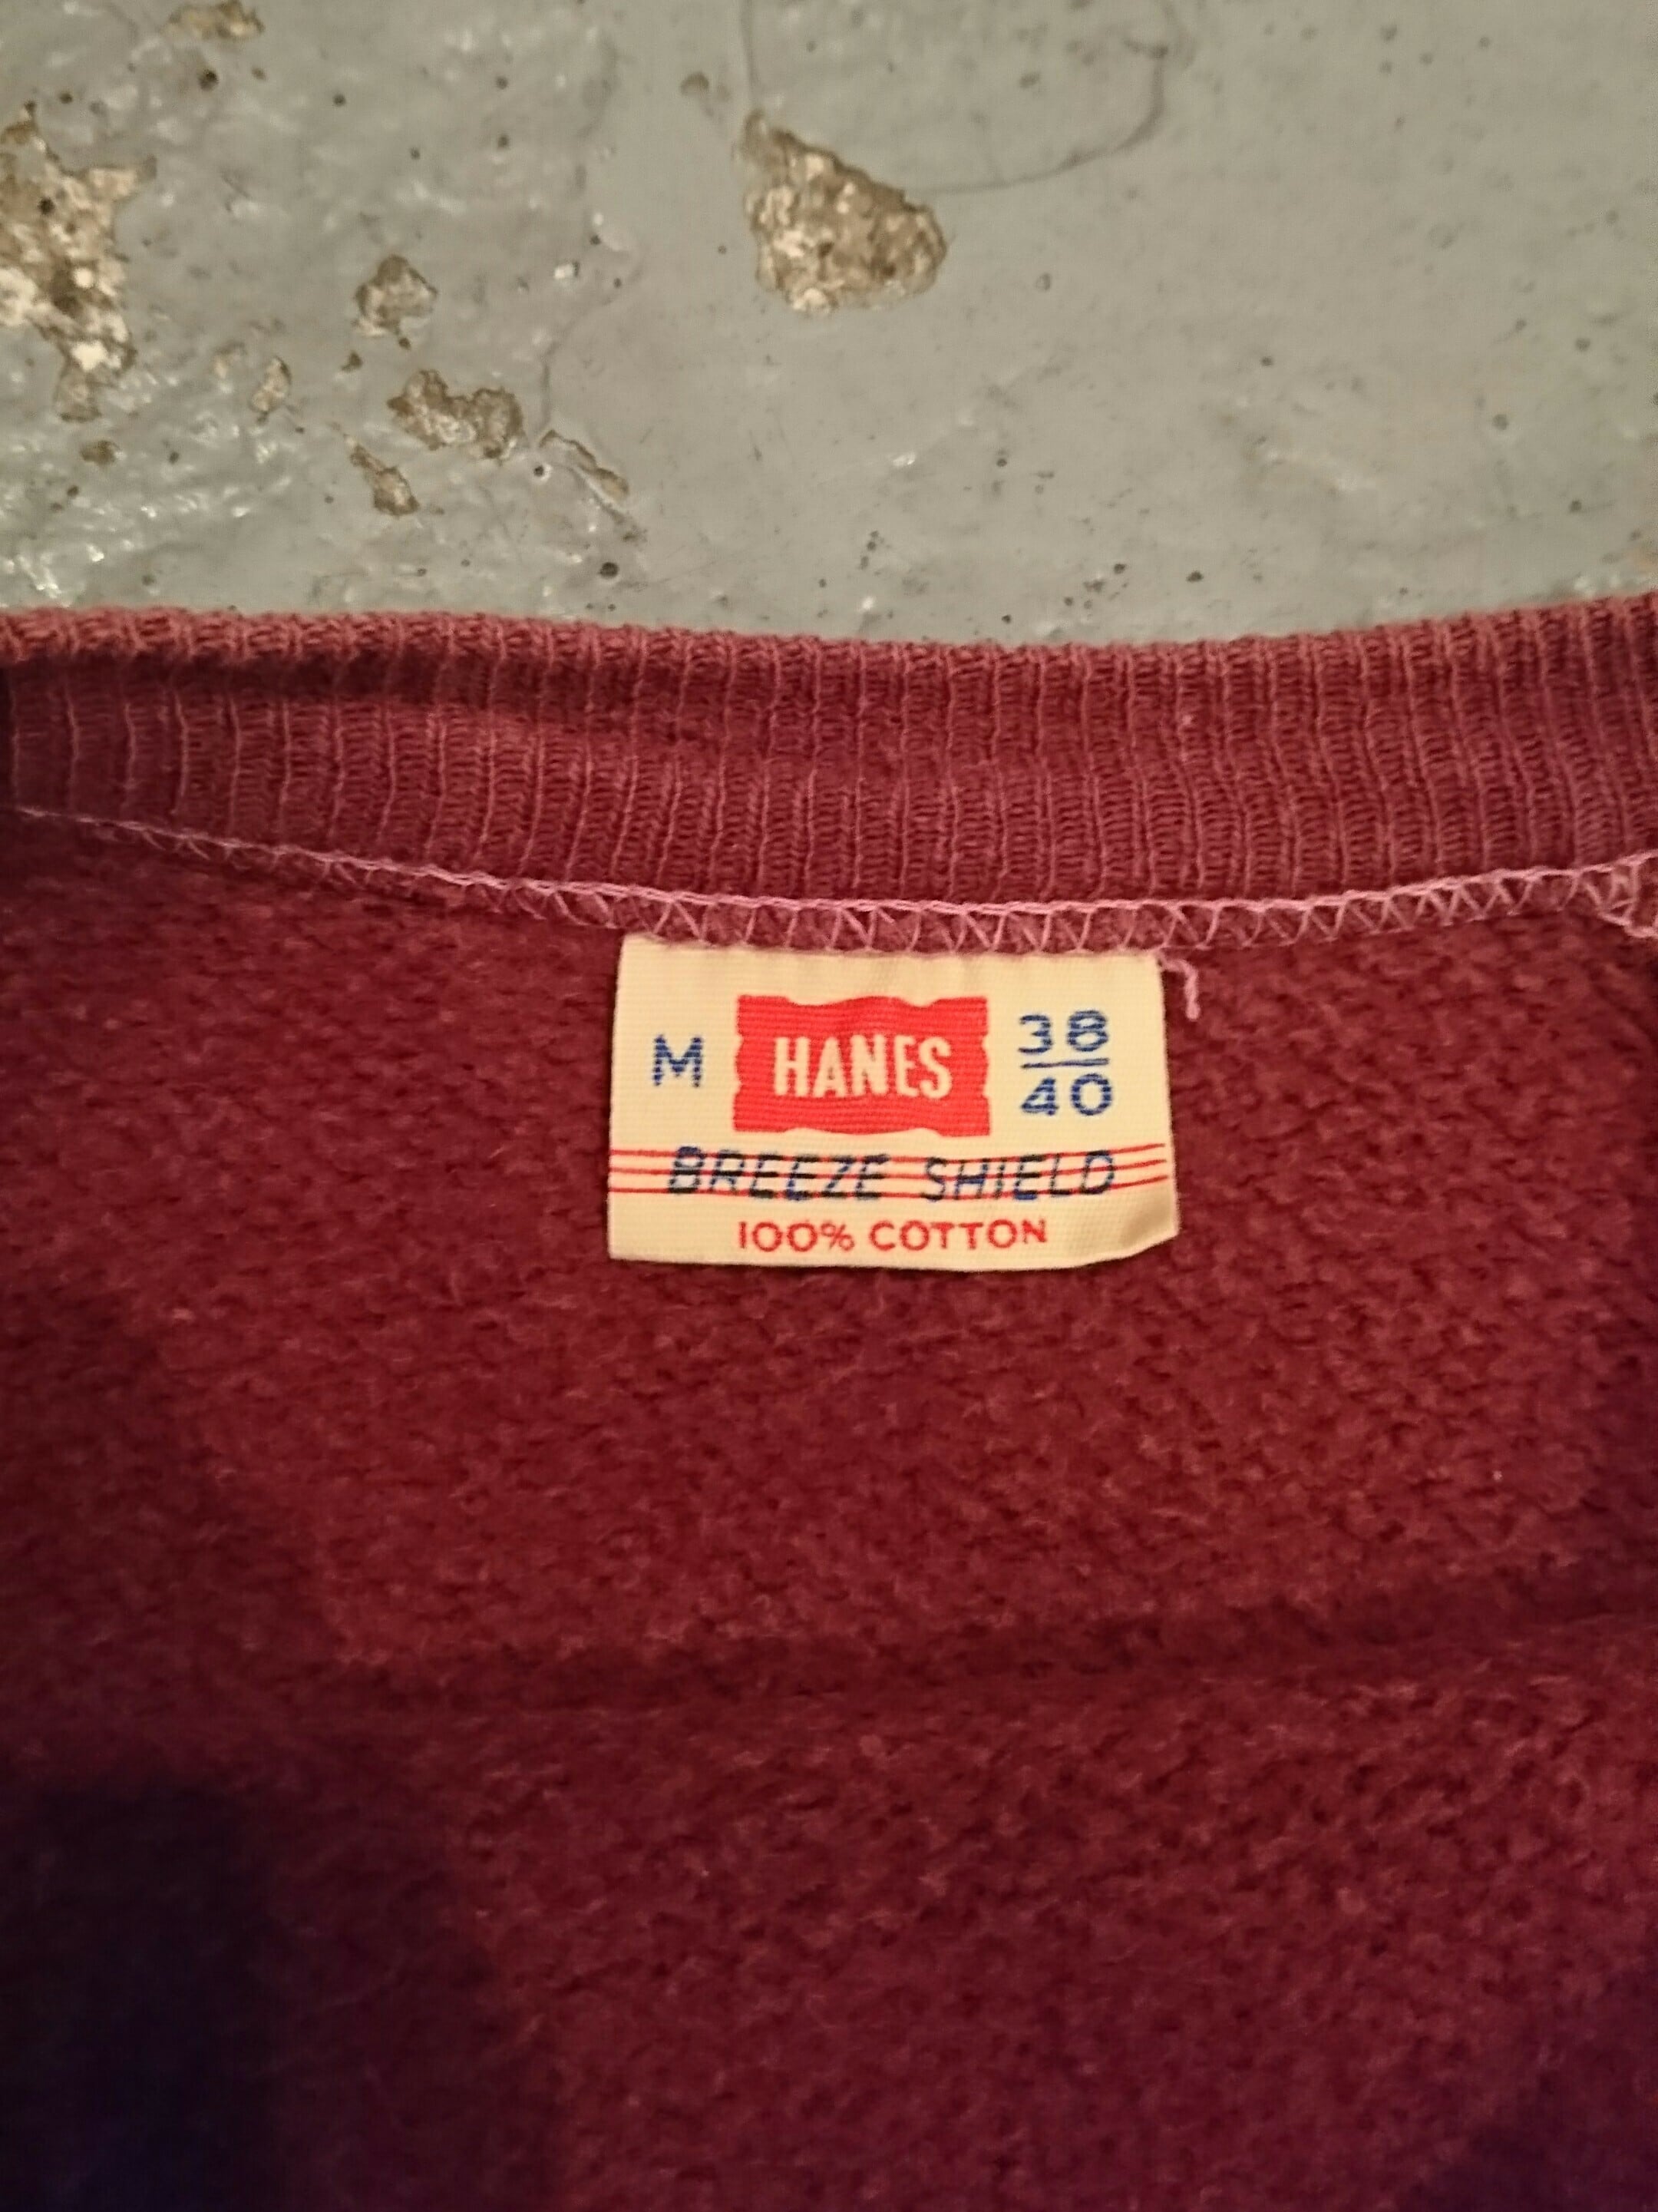 M HANES 38
40
BREEZE SHIELD
100% COTTON